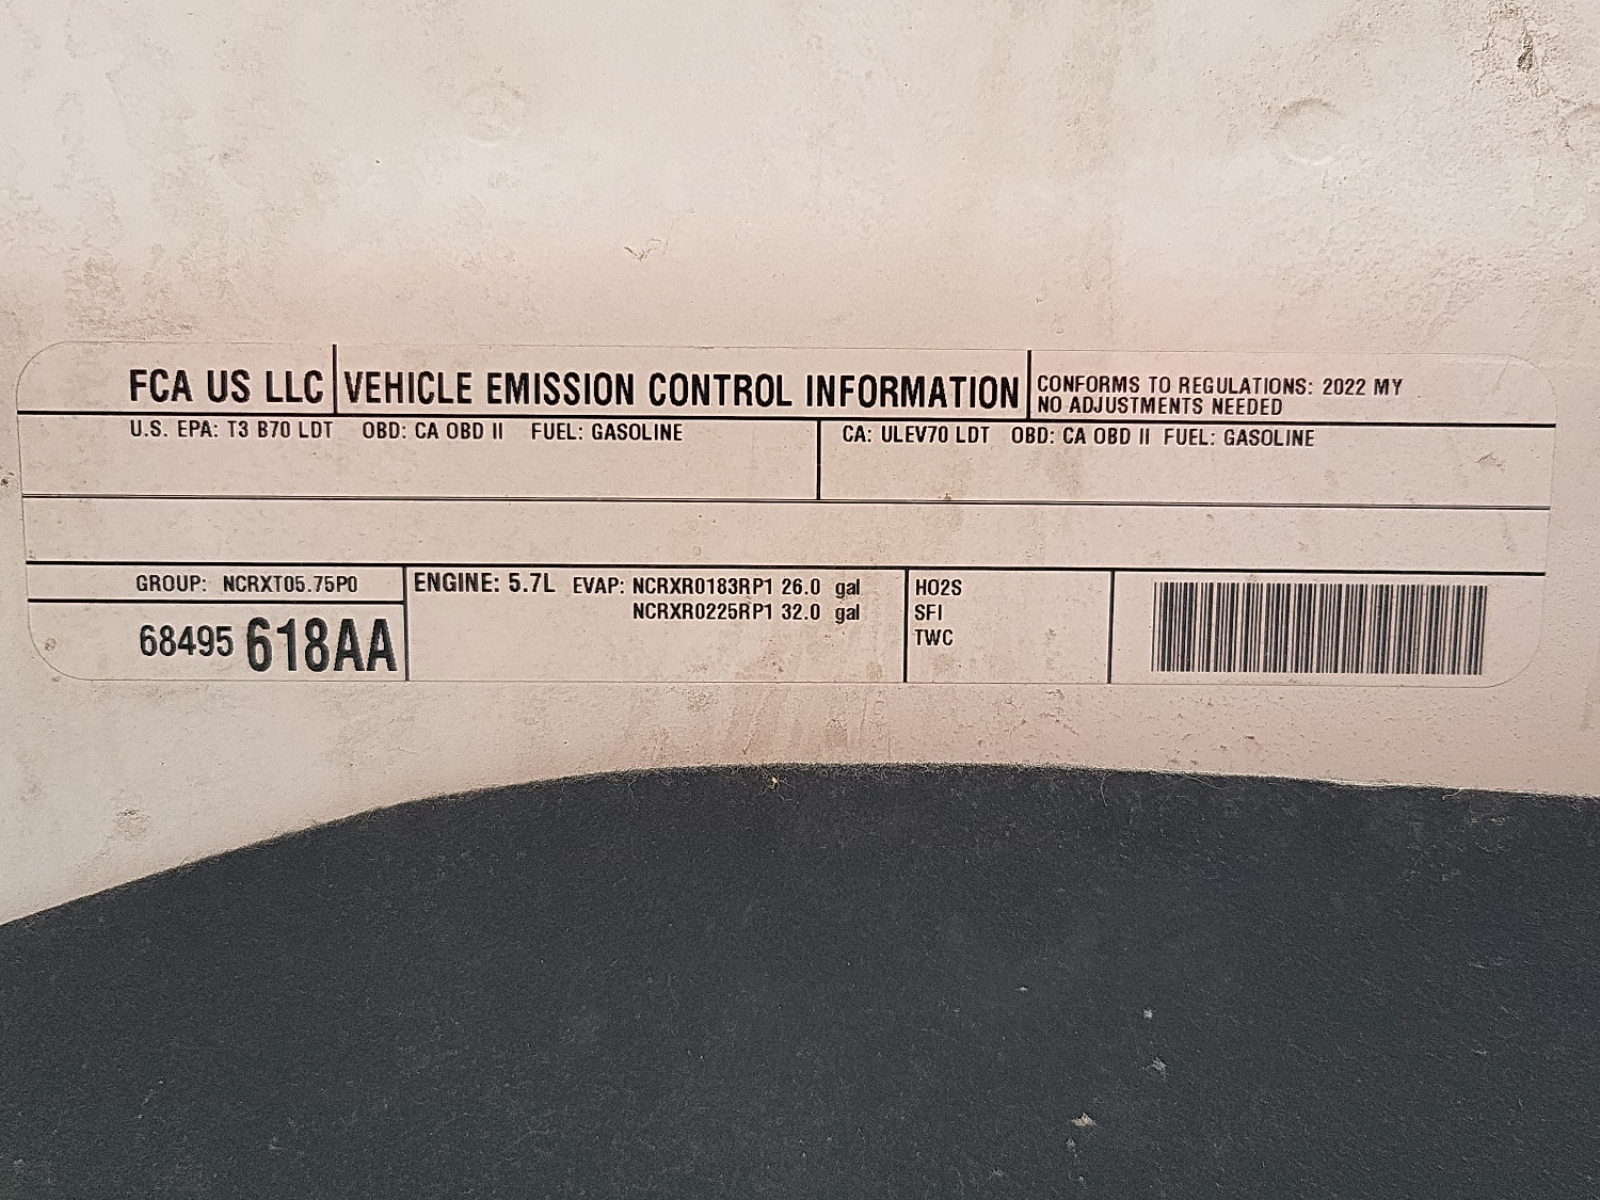 FCA US LLC VEHICLE EMISSION CONTROL INFORMATION
CONFORMS TO REGULATIONS: 2022 MY
NO ADJUSTMENTS NEEDED
U.S. EPA: T3 B70 LDT OBD: CA OBD II FUEL: GASOLINE
CA: ULEV70 LDT OBD: CA OBD II FUEL: GASOLINE
GROUP: NCRXT05.75P0
68495 618AA
ENGINE: 5.7L EVAP: NCRXR0183RP1 26.0 gal
NCRXR0225RP1 32.0 gal
HO2S
SFI
TWC